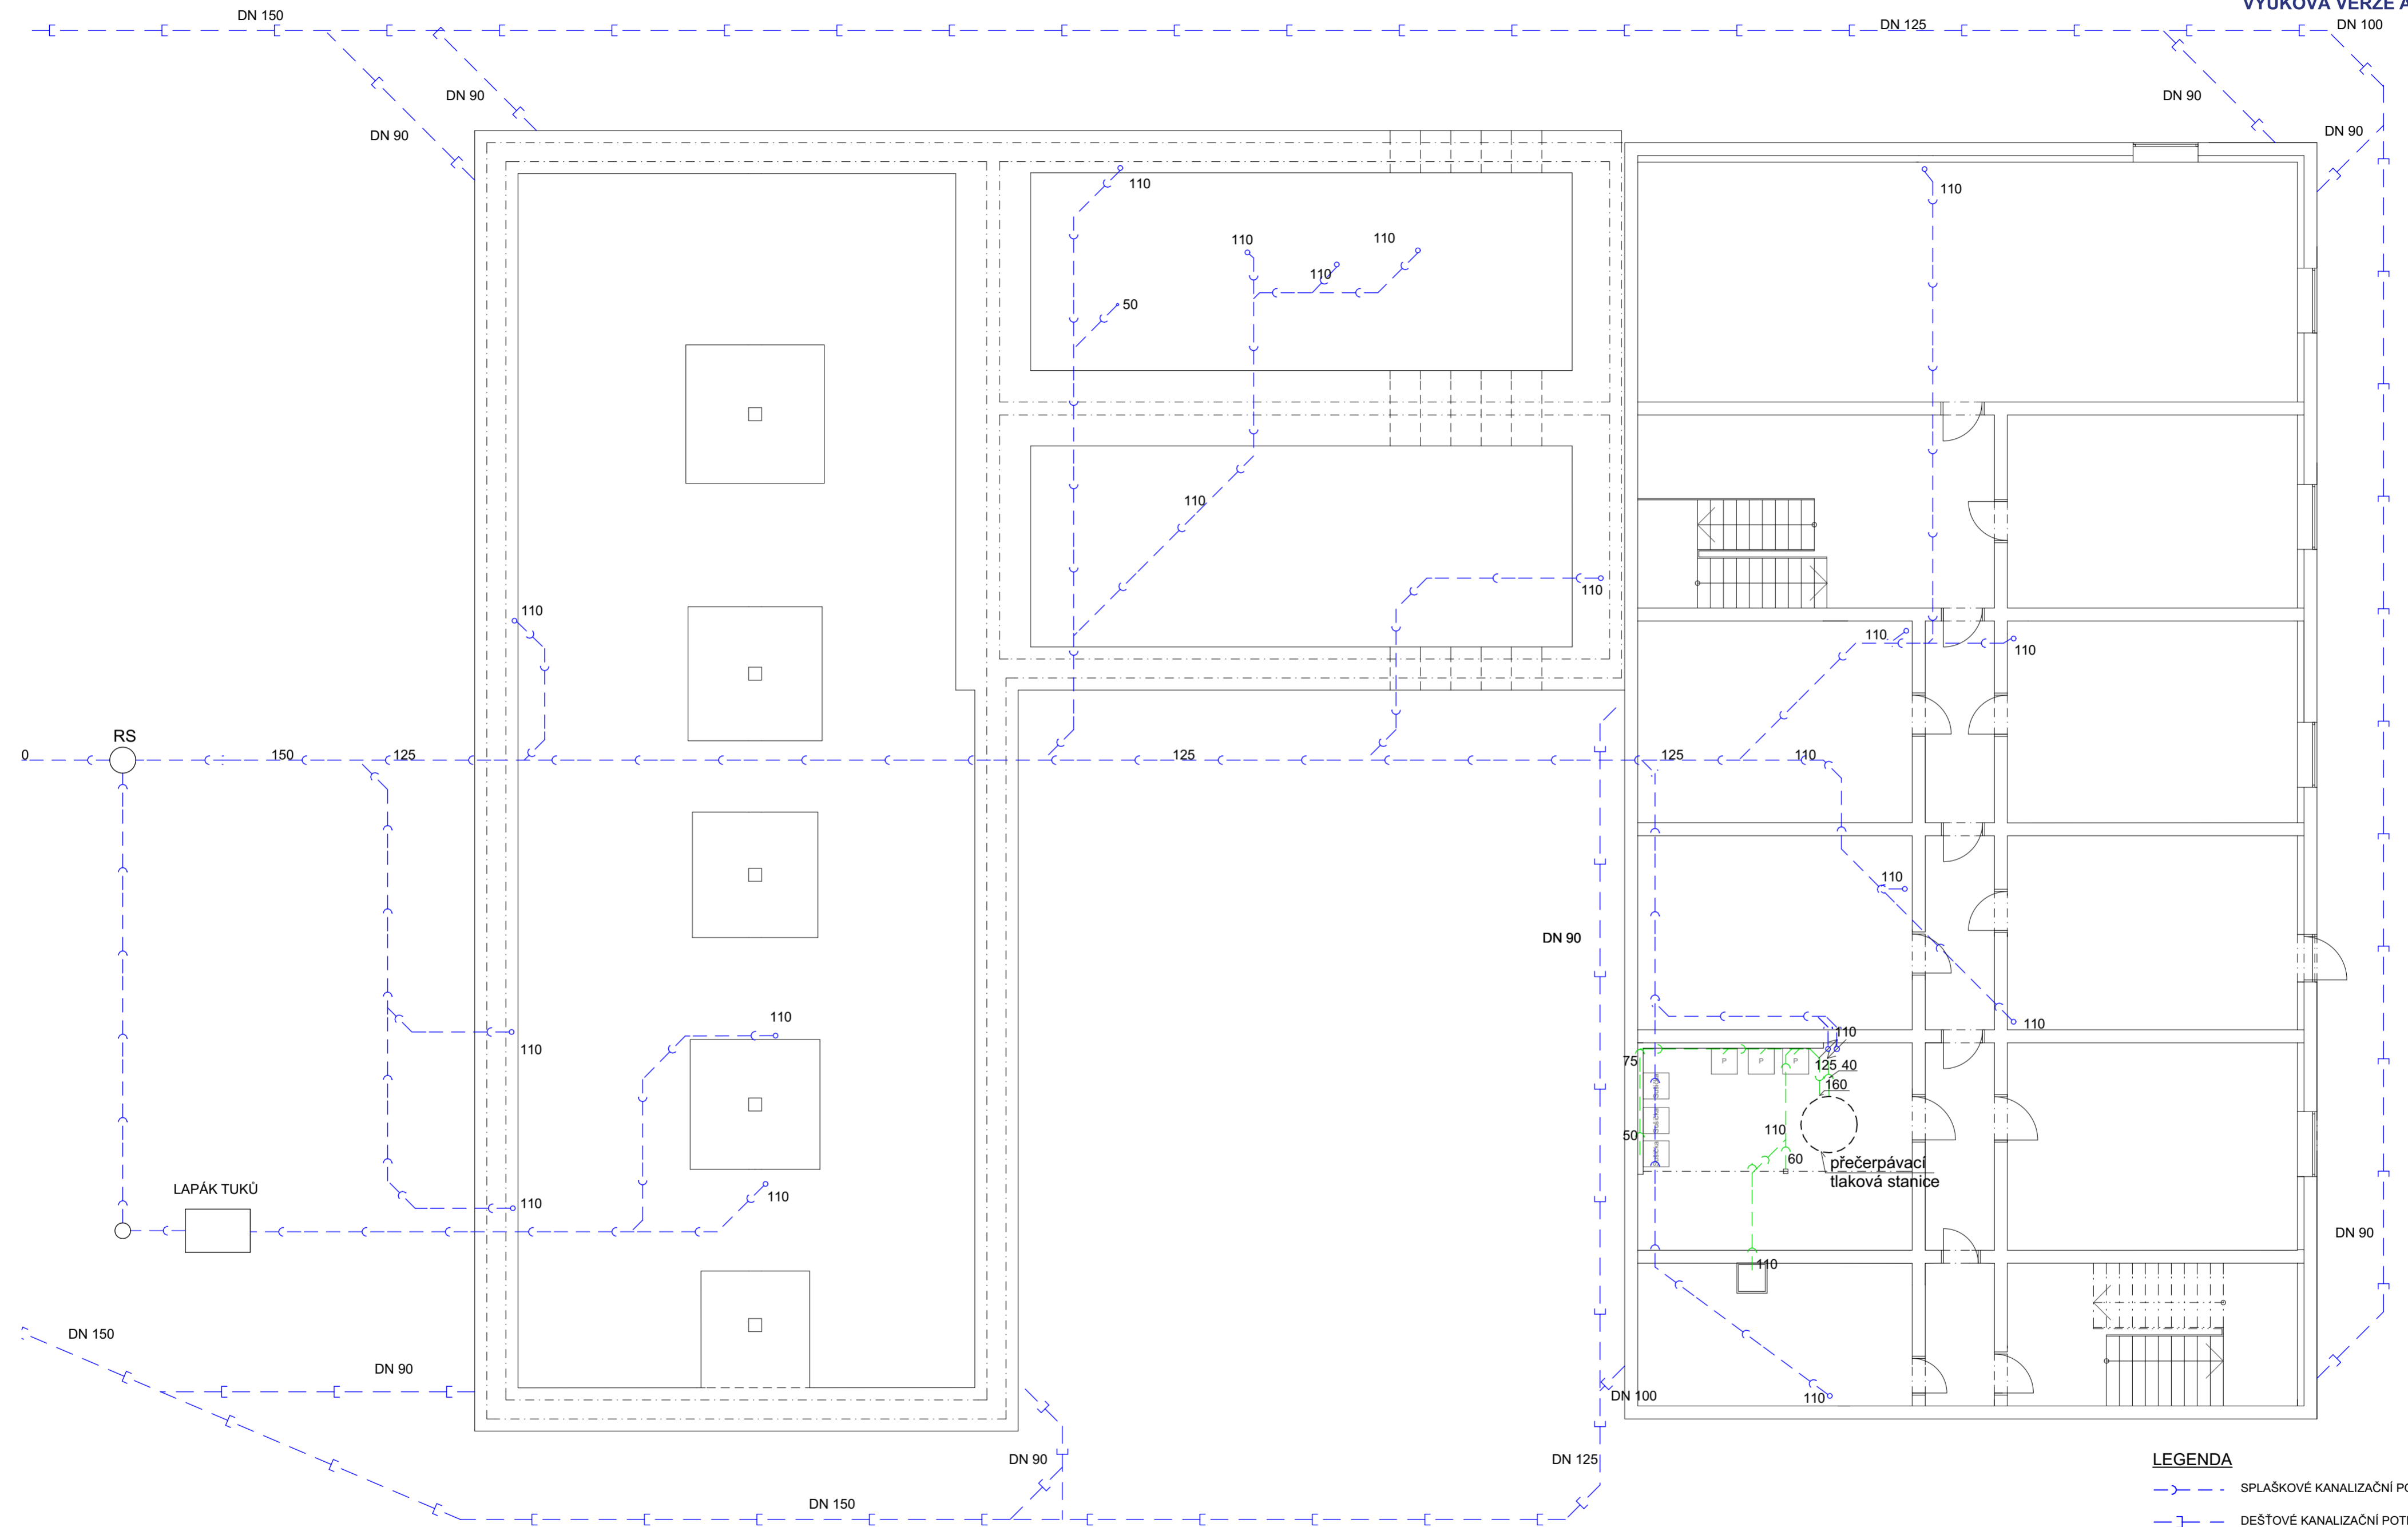 VÝUKOVÁ VERZE A
DN 150
DN 125
DN 100
DN 90
DN 90
DN 90
DN 90
110
110
110
110
110
50
110
110
110
110
110
RS
0
150
125
125
125
110
110
DN 90
110
110
110
110
75
P
P
P
125 40
160
50
110
60
přečerpávací
tlaková stanice
LAPÁK TUKŮ
110
110
110
DN 90
DN 150
DN 90
DN 100
110
DN 90
DN 125
DN 150
LEGENDA
SPLAŠKOVÉ KANALIZAČNÍ PO
DEŠŤOVÉ KANALIZAČNÍ POT